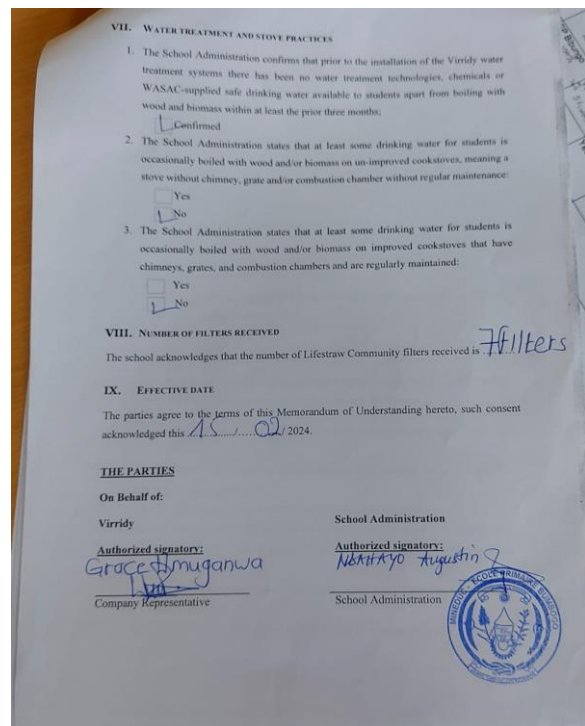 VII. WATER TREATMENT AND STOVE PRACTICES
1. The School Administration confirms that prior to the installation of the Virridy water
treatment systems there has been no water treatment technologies, chemicals or
WASAC-supplied safe drinking water available to students apart from boiling with
wood and biomass within at least the prior three months;
Confirmed
2. The School Administration states that at least some drinking water for students is
occasionally boiled with wood and/or biomass on un-improved cookstoves, meaning a
stove without chimney, grate and/or combustion chamber without regular maintenance:
Yes
No
3. The School Administration states that at least some drinking water for students is
occasionally boiled with wood and/or biomass on improved cookstoves that have
chimneys, grates, and combustion chambers and are regularly maintained:
Yes
No
VIII. NUMBER OF FILTERS RECEIVED
The school acknowledges that the number of Lifestraw Community filters received is 7filters
IX. EFFECTIVE DATE
The parties agree to the terms of this Memorandum of Understanding hereto, such consent
acknowledged this 15/02/2024.
THE PARTIES
On Behalf of:
Virridy
School Administration
Authorized signatory:
Authorized signatory:
Grace
Augustin
Company Representative
School Administration
ECOLE PRIMAIRE